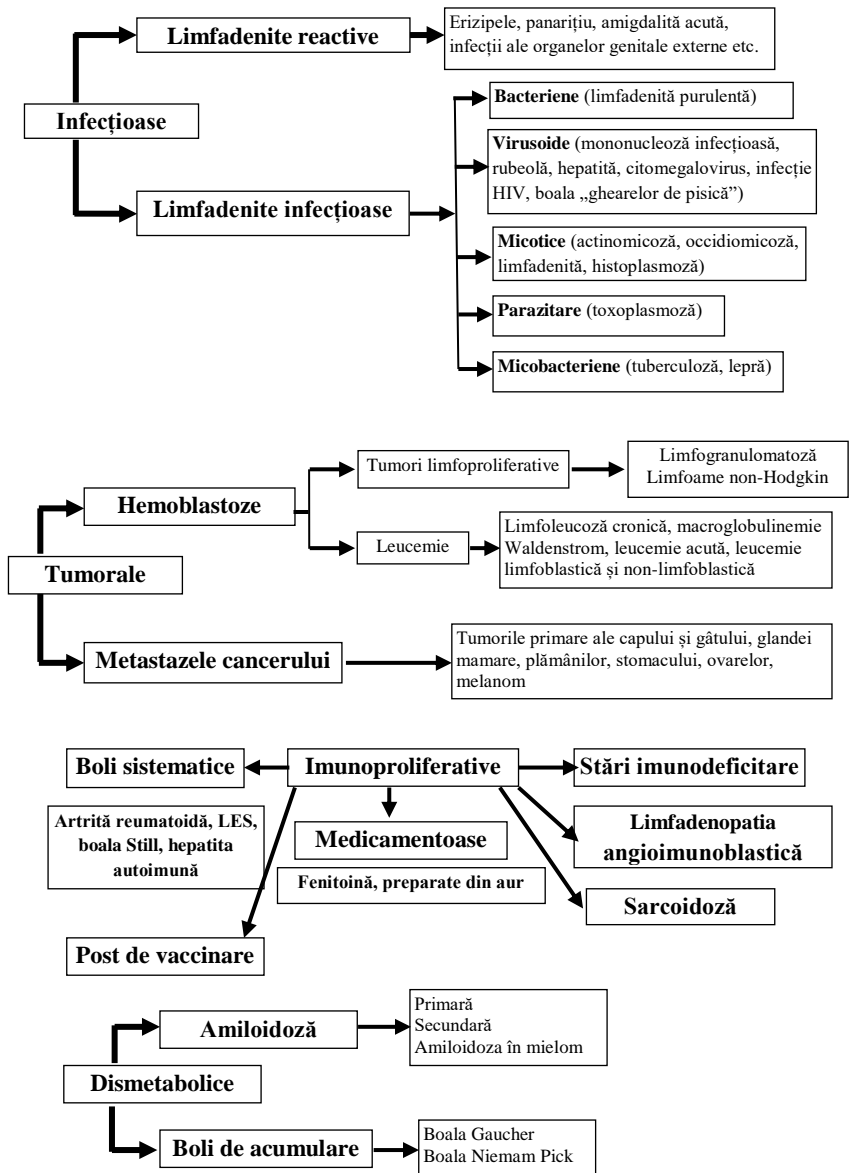 Limfadenite reactive
Erizipele, panarițiu, amigdalită acută,
infecții ale organelor genitale externe etc.
Infecțioase
Limfadenite infecțioase
Bacteriene (limfadenită purulentă)
Virusoide (mononucleoză infecțioasă,
rubeolă, hepatită, citomegalovirus, infecție
HIV, boala „ghearelor de pisică”)
Micotice (actinomicoză, occidiomicoză,
limfadenită, histoplasmoză)
Parazitare (toxoplasmoză)
Micobacteriene (tuberculoză, lepră)
Tumorale
Hemoblastoze
Tumori limfoproliferative
Limfogranulomatoză
Limfoame non-Hodgkin
Leucemie
Limfoleucoză cronică, macroglobulinemie
Waldenstrom, leucemie acută, leucemie
limfoblastică și non-limfoblastică
Metastazele cancerului
Tumorile primare ale capului și gâtului, glandei
mamare, plămânilor, stomacului, ovarelor,
melanom
Boli sistematice
Imunoproliferative
Stări imunodeficitare
Artrită reumatoidă, LES,
boala Still, hepatita
autoimună
Medicamentoase
Fenitoină, preparate din aur
Limfadenopatia
angioimunoblastică
Sarcoidoză
Post de vaccinare
Dismetabolice
Amiloidoză
Primară
Secundară
Amiloidoza în mielom
Boli de acumulare
Boala Gaucher
Boala Niemam Pick